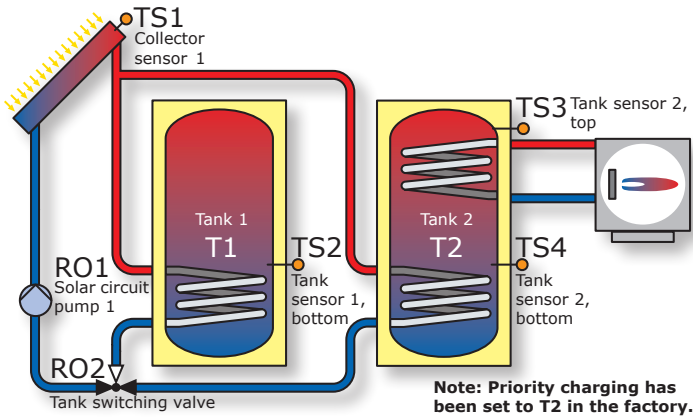 TS1
Collector
sensor 1
TS3 Tank sensor 2,
top
Tank 1
T1
Tank 2
T2
TS2
Tank
sensor 1,
bottom
TS4
Tank
sensor 2,
bottom
RO1
Solar circuit
pump 1
RO2
Tank switching valve
Note: Priority charging has
been set to T2 in the factory.